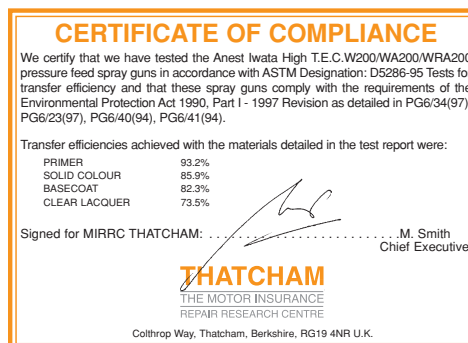 CERTIFICATE OF COMPLIANCE
We certify that we have tested the Anest Iwata High T.E.C.W200/WA200/WRA200
pressure feed spray guns in accordance with ASTM Designation: D5286-95 Tests fo
transfer efficiency and that these spray guns comply with the requirements of the
Environmental Protection Act 1990, Part I - 1997 Revision as detailed in PG6/34(97)
PG6/23(97), PG6/40(94), PG6/41(94).
Transfer efficiencies achieved with the materials detailed in the test report were:
PRIMER 93.2%
SOLID COLOUR 85.9%
BASECOAT 82.3%
CLEAR LACQUER 73.5%
Signed for MIRRC THATCHAM: . . . . . . . . . . . . . . . . . . . . . . . . . . . . .M. Smith
Chief Executive
THATCHAM
THE MOTOR INSURANCE
REPAIR RESEARCH CENTRE
Colthrop Way, Thatcham, Berkshire, RG19 4NR U.K.